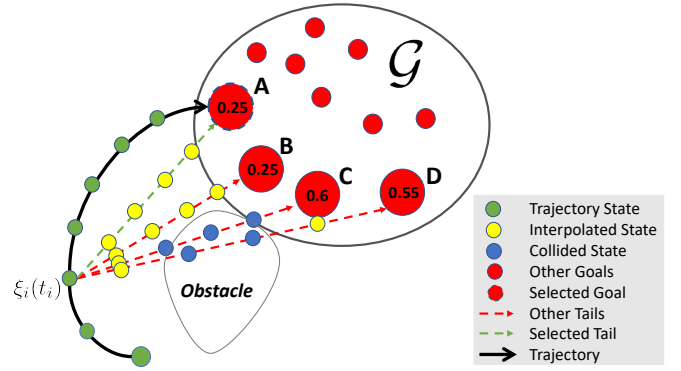 𝒢
A
0.25
B
0.25
C
0.6
D
0.55
ξᵢ(tᵢ)
Obstacle
Trajectory State
Interpolated State
Collided State
Other Goals
Selected Goal
Other Tails
Selected Tail
Trajectory